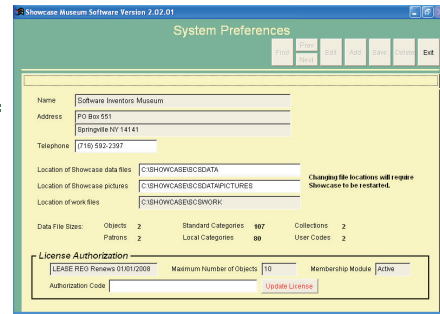 Showcase Museum Software Version 2.02.01
System Preferences
Find Prev Next Edit Add Save Delete Exit
Name Software Inventors Museum
Address PO Box 551
Springville NY 14141
Telephone (716) 592-2397
Location of Showcase data files C:\SHOWCASE\SCSDATA
Location of Showcase pictures C:\SHOWCASE\SCSDATA\PICTURES
Location of work files C:\SHOWCASE\SCSWORK
Changing file locations will require
Showcase to be restarted.
Data File Sizes: Objects 2 Standard Categories 107 Collections 2
Patrons 2 Local Categories 80 User Codes 2
License Authorization
LEASE REG Renews 01/01/2008 Maximum Number of Objects 10 Membership Module Active
Authorization Code Update License